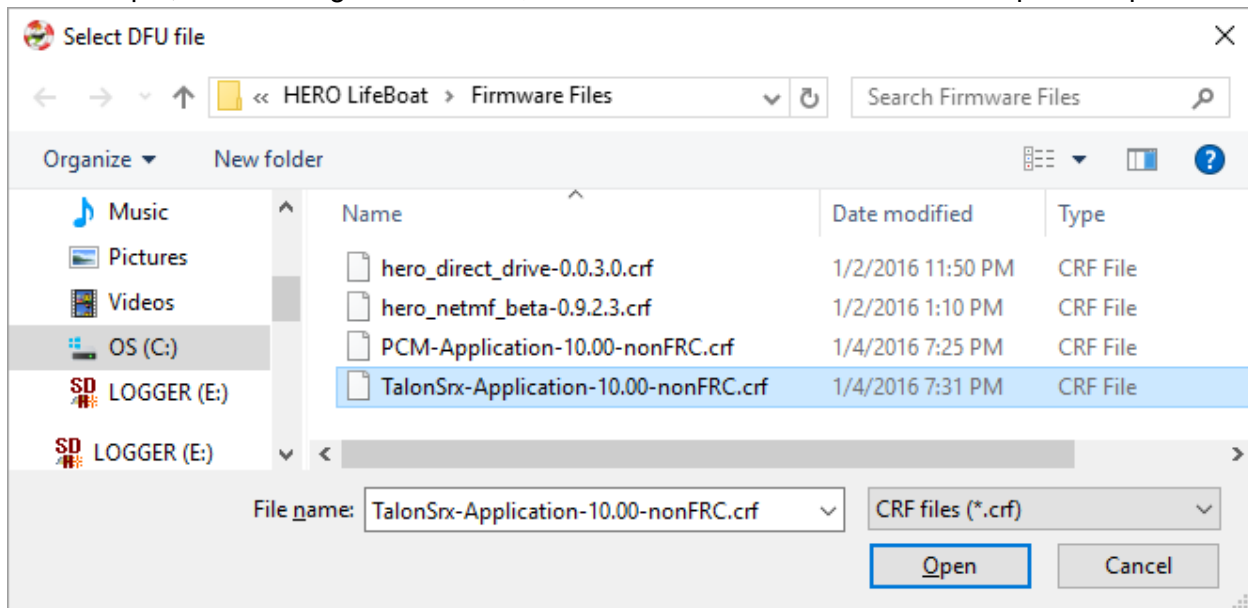 Select DFU file
« HERO LifeBoat > Firmware Files
Search Firmware Files
Organize
New folder
?
Music
Pictures
Videos
OS (C:)
SD LOGGER (E:)
SD LOGGER (E:)
Name Date modified Type
hero_direct_drive-0.0.3.0.crf 1/2/2016 11:50 PM CRF File
hero_netmf_beta-0.9.2.3.crf 1/2/2016 1:10 PM CRF File
PCM-Application-10.00-nonFRC.crf 1/4/2016 7:25 PM CRF File
TalonSrx-Application-10.00-nonFRC.crf 1/4/2016 7:31 PM CRF File
File name: TalonSrx-Application-10.00-nonFRC.crf
CRF files (*.crf)
Open
Cancel